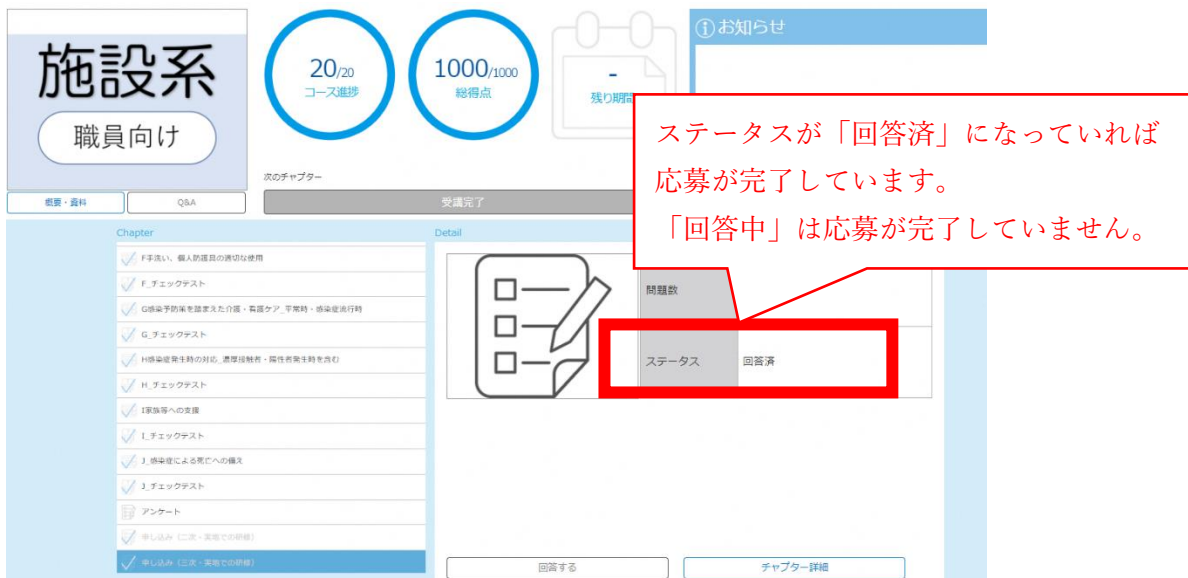 施設系
職員向け
20/20
コース進捗
1000/1000
総得点
-
残り期間
お知らせ
次のチャプター
受講完了
概要・資料
Q&A
ステータスが「回答済」になっていれば
応募が完了しています。
「回答中」は応募が完了していません。
Chapter
F手洗い、個人防護具の適切な使用
F_チェックテスト
G感染予防策を踏まえた介護・看護ケア_平常時・感染症流行時
G_チェックテスト
H感染症発生時の対応_濃厚接触者・陽性者発生時を含む
H_チェックテスト
I家族等への支援
I_チェックテスト
J_感染症による死亡への備え
J_チェックテスト
アンケート
申し込み（二次・実地での研修）
申し込み（三次・実地での研修）
Detail
問題数
ステータス
回答済
回答する
チャプター詳細